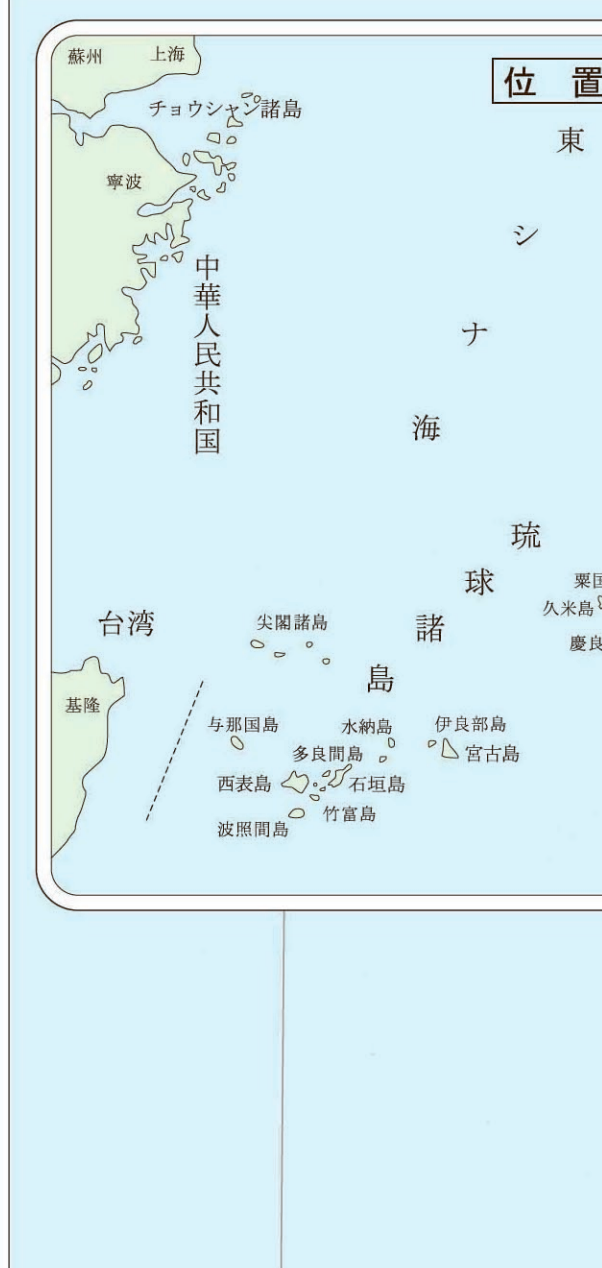 蘇州
上海
位置
チョウシャン諸島
東シナ海
寧波
中華人民共和国
琉球諸島
粟国
久米島
慶良
台湾
尖閣諸島
基隆
与那国島
水納島
伊良部島
多良間島
宮古島
西表島
石垣島
竹富島
波照間島